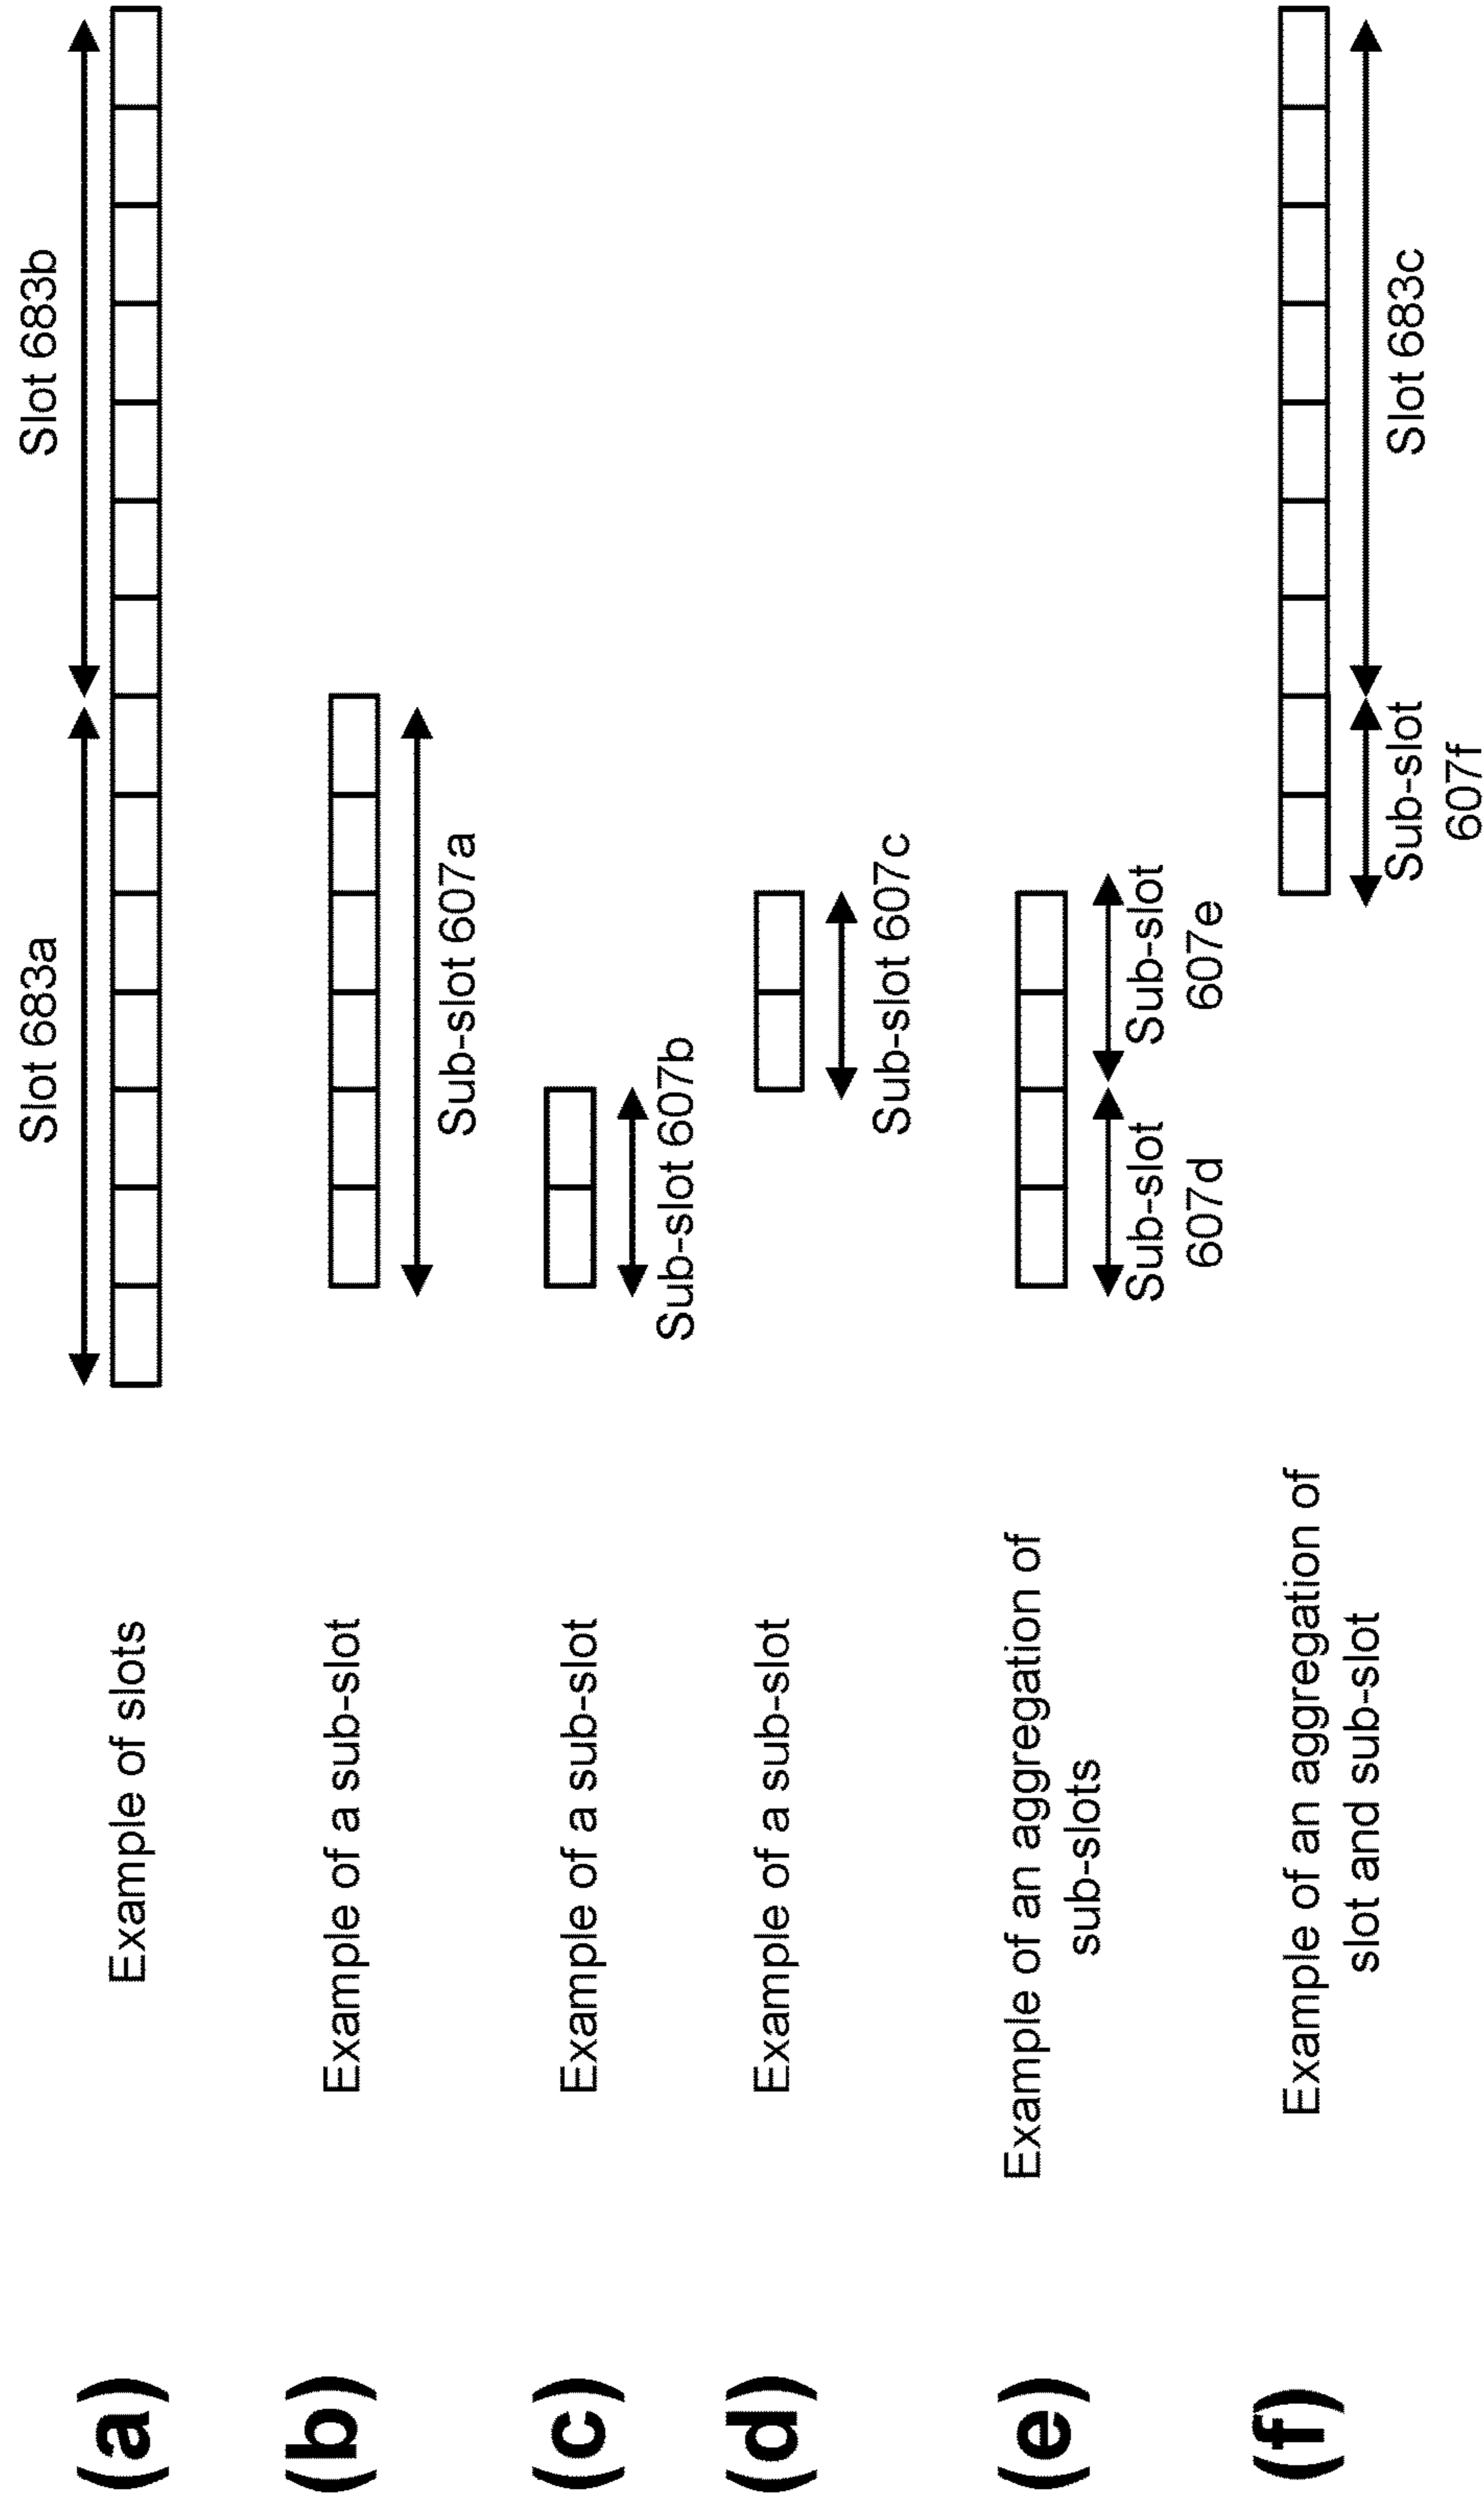 (a)
Example of slots
Slot 683a
Slot 683b
(b)
Example of a sub-slot
Sub-slot 607a
(c)
Example of a sub-slot
Sub-slot 607b
(d)
Example of a sub-slot
Sub-slot 607c
(e)
Example of an aggregation of
sub-slots
Sub-slot
607d
Sub-slot
607e
(f)
Example of an aggregation of
slot and sub-slot
Sub-slot
607f
Slot 683c